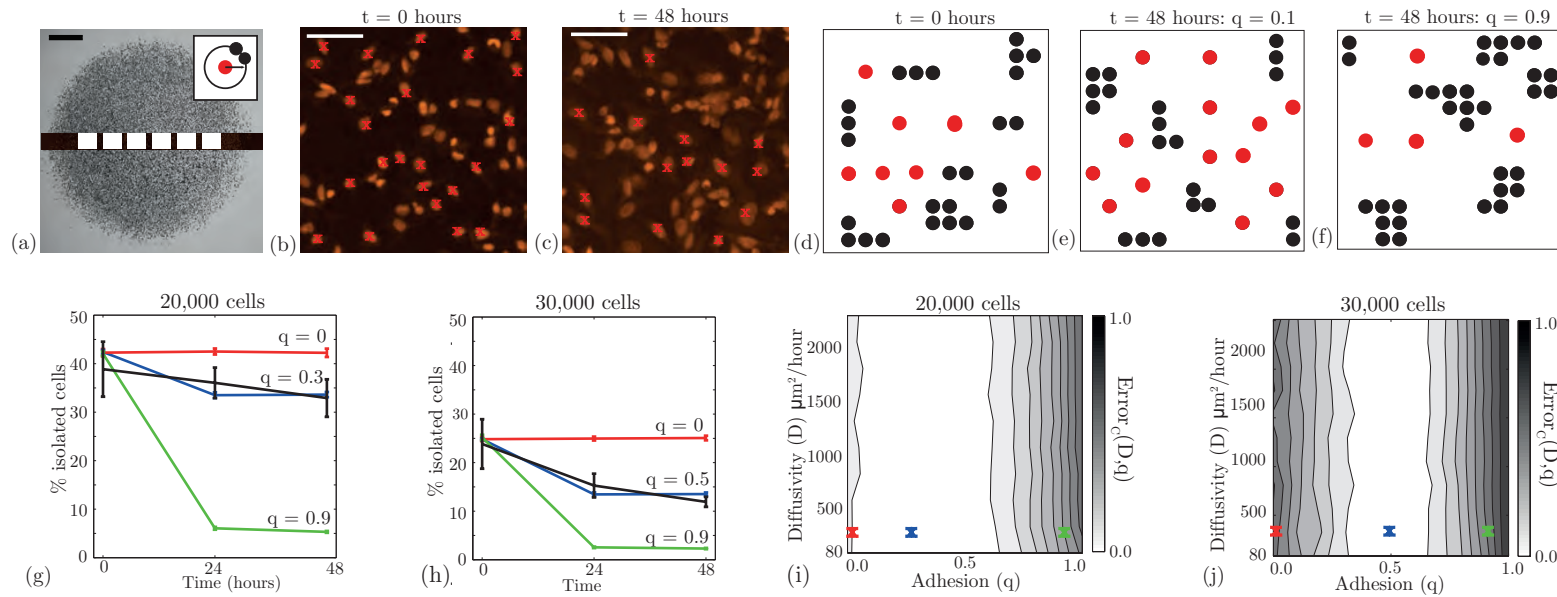 t = 0 hours
t = 48 hours
t = 0 hours
t = 48 hours: q = 0.1
t = 48 hours: q = 0.9
(a)
(b)
(c)
(d)
(e)
(f)
20,000 cells
% isolated cells
50
40
30
20
10
0
q = 0
q = 0.3
q = 0.9
0
24
48
Time (hours)
(g)
30,000 cells
% isolated cells
50
40
30
20
10
0
q = 0
q = 0.5
q = 0.9
0
24
48
Time
(h)
20,000 cells
Diffusivity (D) µm²/hour
2000
1500
1000
500
80
0.0
0.5
1.0
Adhesion (q)
1.0
0.0
Error_C(D,q)
(i)
30,000 cells
Diffusivity (D) µm²/hour
2000
1500
1000
500
80
0.0
0.5
1.0
Adhesion (q)
1.0
0.0
Error_C(D,q)
(j)